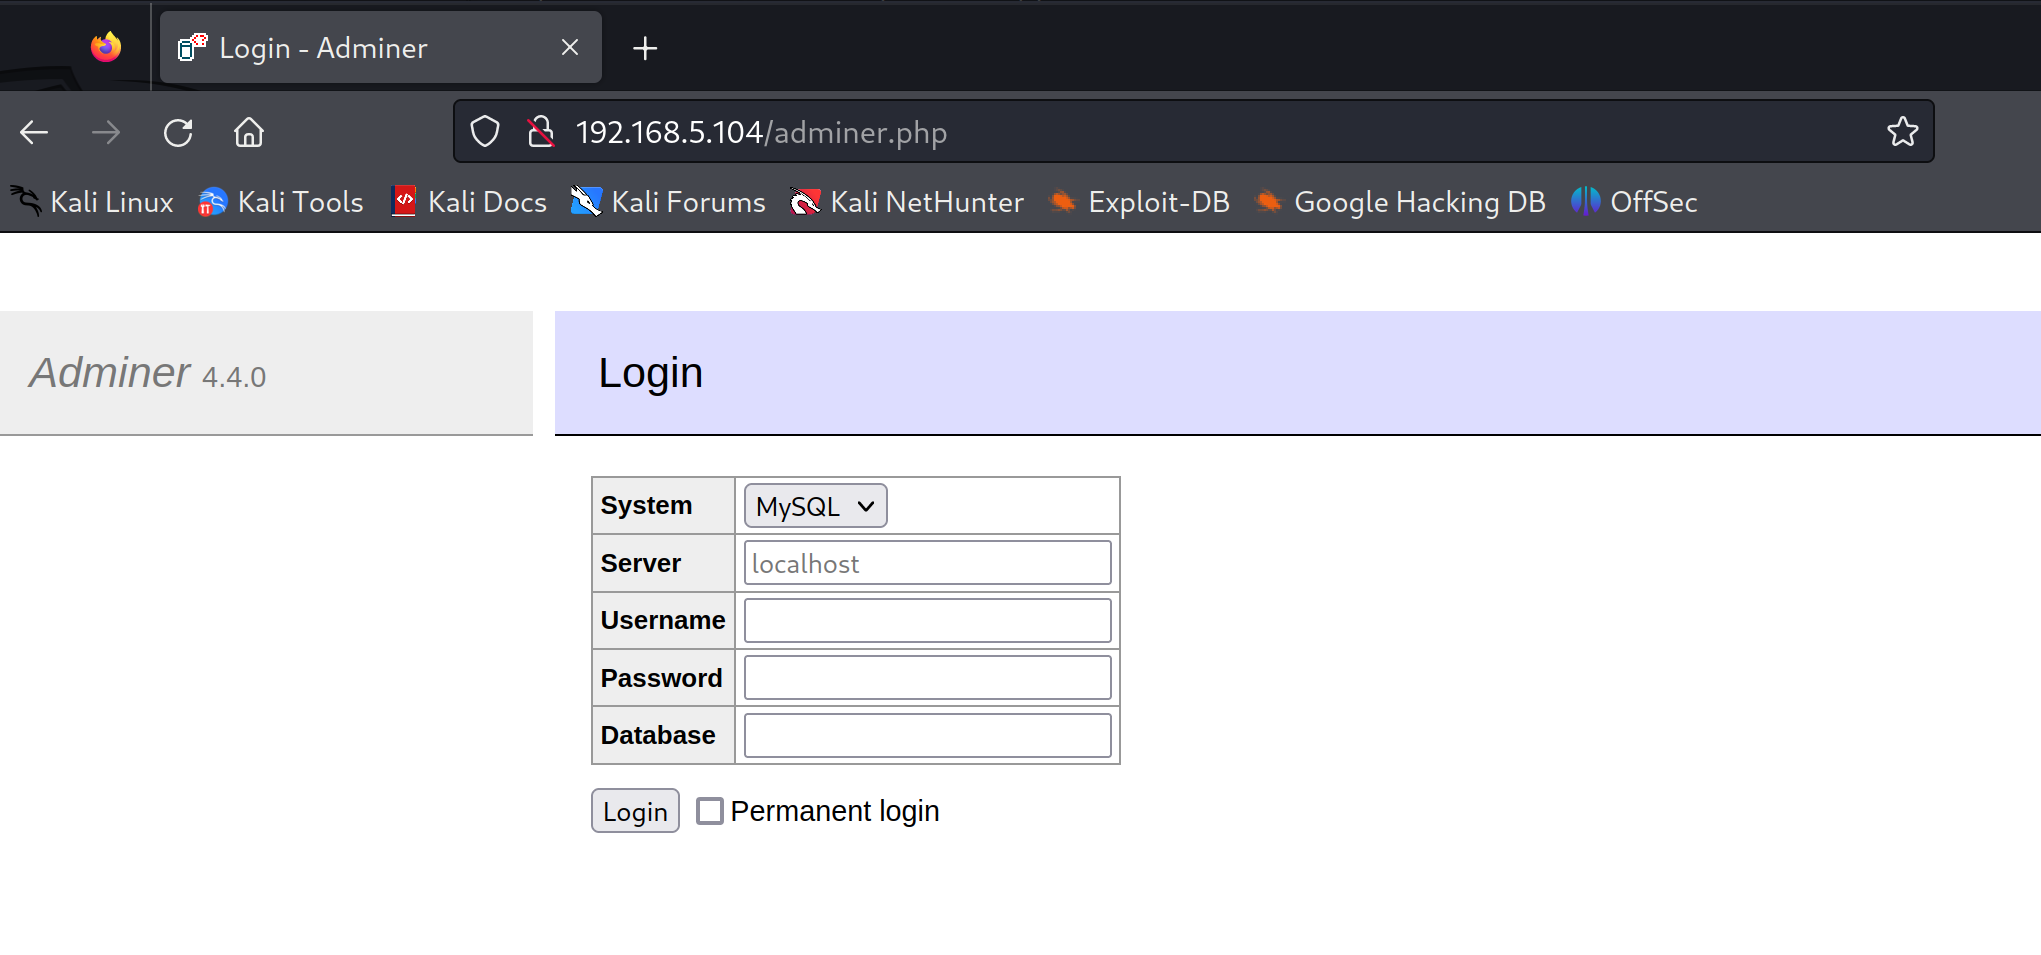 Login - Adminer
192.168.5.104/adminer.php
Kali Linux Kali Tools Kali Docs Kali Forums Kali NetHunter Exploit-DB Google Hacking DB OffSec
Adminer 4.4.0
Login
System MySQL
Server localhost
Username
Password
Database
Login Permanent login